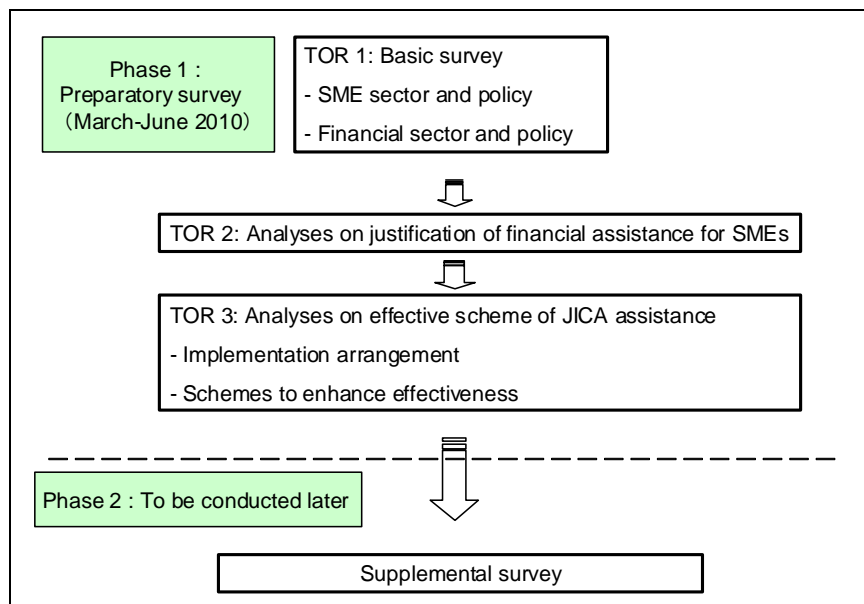 Phase 1 :
Preparatory survey
（March-June 2010）
TOR 1: Basic survey
- SME sector and policy
- Financial sector and policy
TOR 2: Analyses on justification of financial assistance for SMEs
TOR 3: Analyses on effective scheme of JICA assistance
- Implementation arrangement
- Schemes to enhance effectiveness
Phase 2 : To be conducted later
Supplemental survey